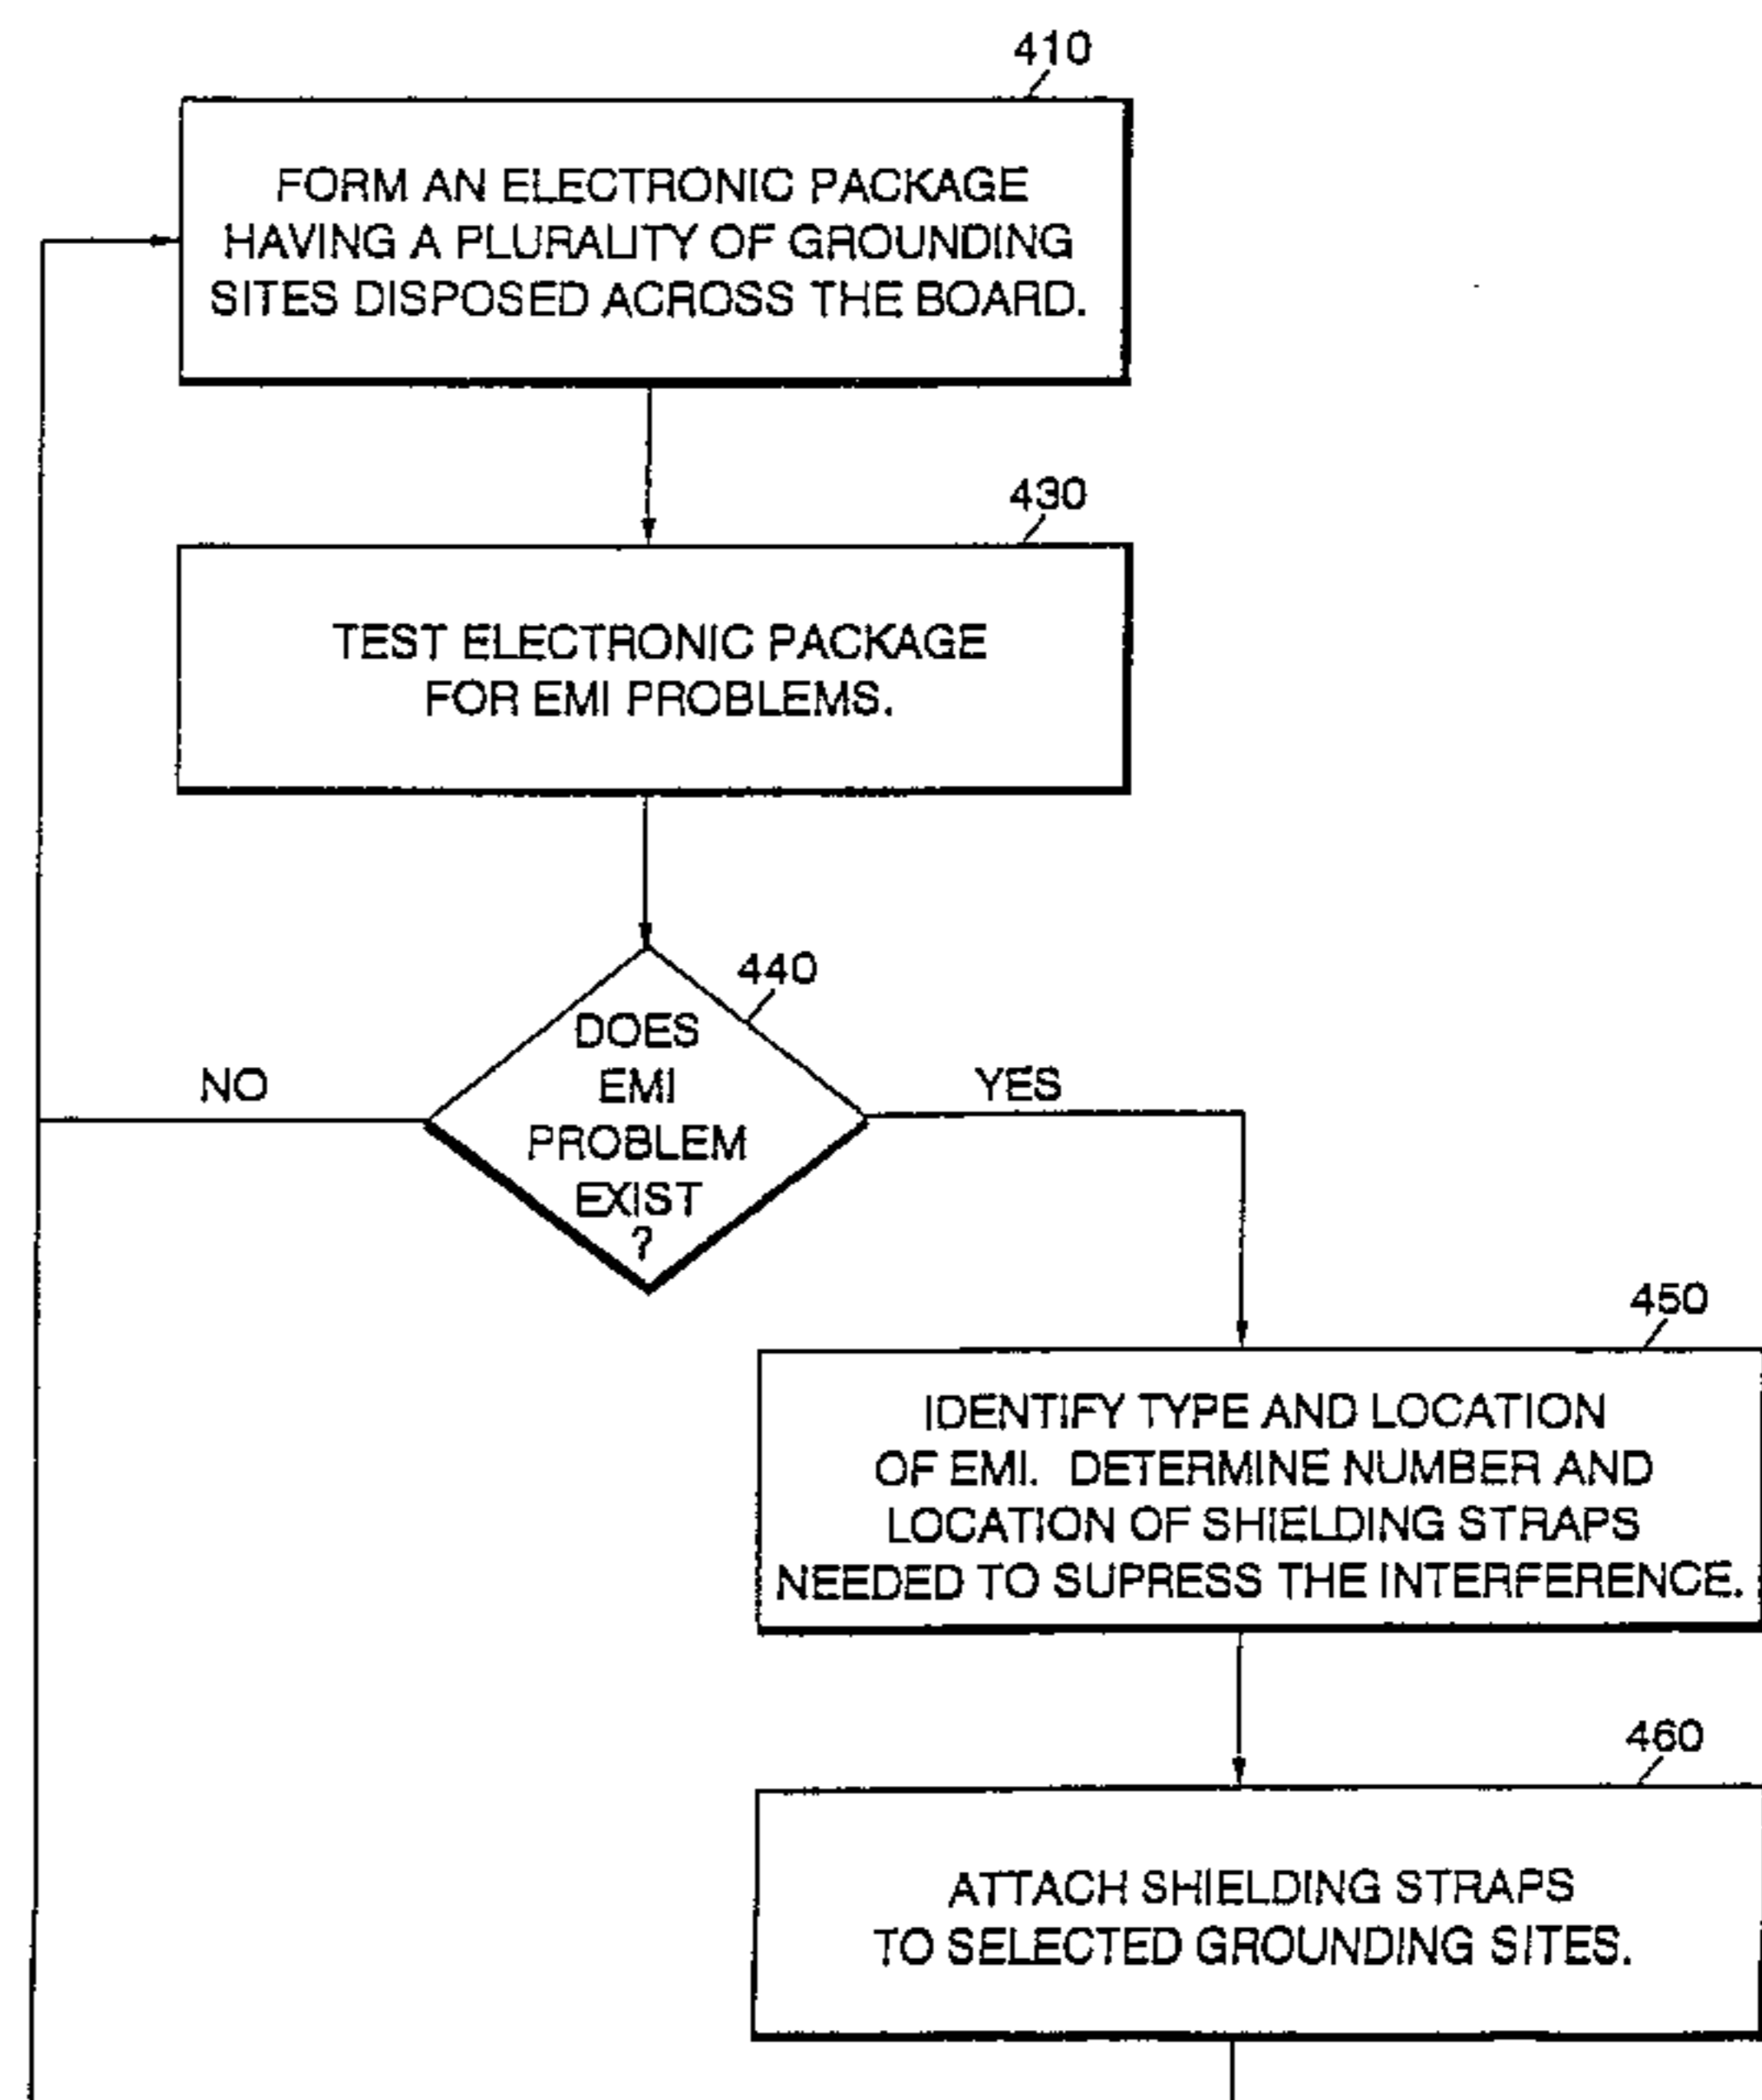 410
FORM AN ELECTRONIC PACKAGE
HAVING A PLURALITY OF GROUNDING
SITES DISPOSED ACROSS THE BOARD.
430
TEST ELECTRONIC PACKAGE
FOR EMI PROBLEMS.
440
DOES
EMI
PROBLEM
EXIST
?
NO
YES
450
IDENTIFY TYPE AND LOCATION
OF EMI. DETERMINE NUMBER AND
LOCATION OF SHIELDING STRAPS
NEEDED TO SUPRESS THE INTERFERENCE.
460
ATTACH SHIELDING STRAPS
TO SELECTED GROUNDING SITES.